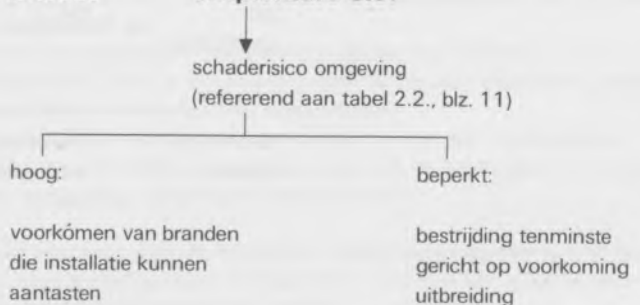 schaderisico omgeving
(refererend aan tabel 2.2., blz. 11)
hoog:
beperkt:
voorkómen van branden
die installatie kunnen
aantasten
bestrijding tenminste
gericht op voorkoming
uitbreiding